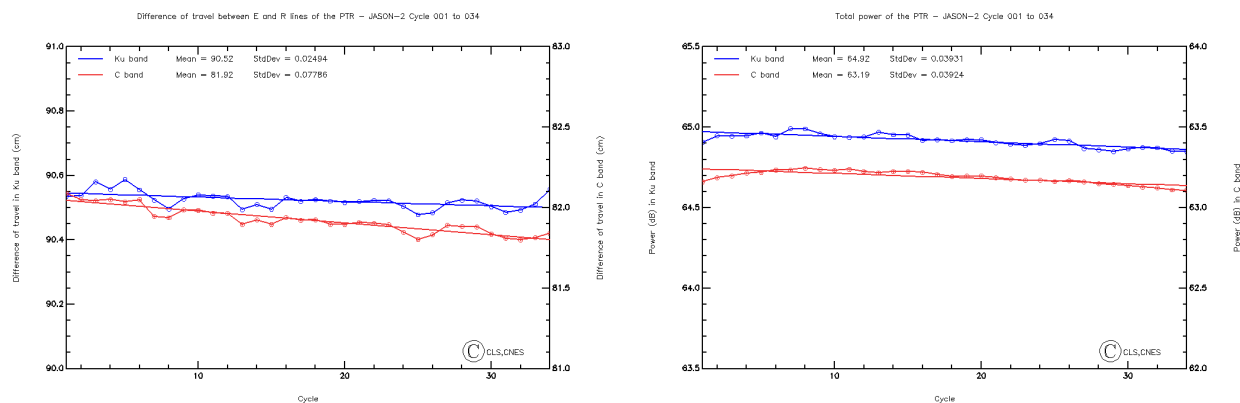 Difference of travel between E and R lines of the PTR - JASON-2 Cycle 001 to 034
91.0
90.8
90.6
90.4
90.2
90.0
83.0
82.5
82.0
81.5
81.0
Ku band Mean = 90.52 StdDev = 0.02494
C band Mean = 81.92 StdDev = 0.07786
Difference of travel in Ku band (cm)
Difference of travel in C band (cm)
© CLS,CNES
10 20 30
Cycle
Total power of the PTR - JASON-2 Cycle 001 to 034
65.5
65.0
64.5
64.0
63.5
64.0
63.5
63.0
62.5
62.0
Ku band Mean = 64.92 StdDev = 0.03931
C band Mean = 63.19 StdDev = 0.03924
Power (dB) in Ku band
Power (dB) in C band
© CLS,CNES
10 20 30
Cycle